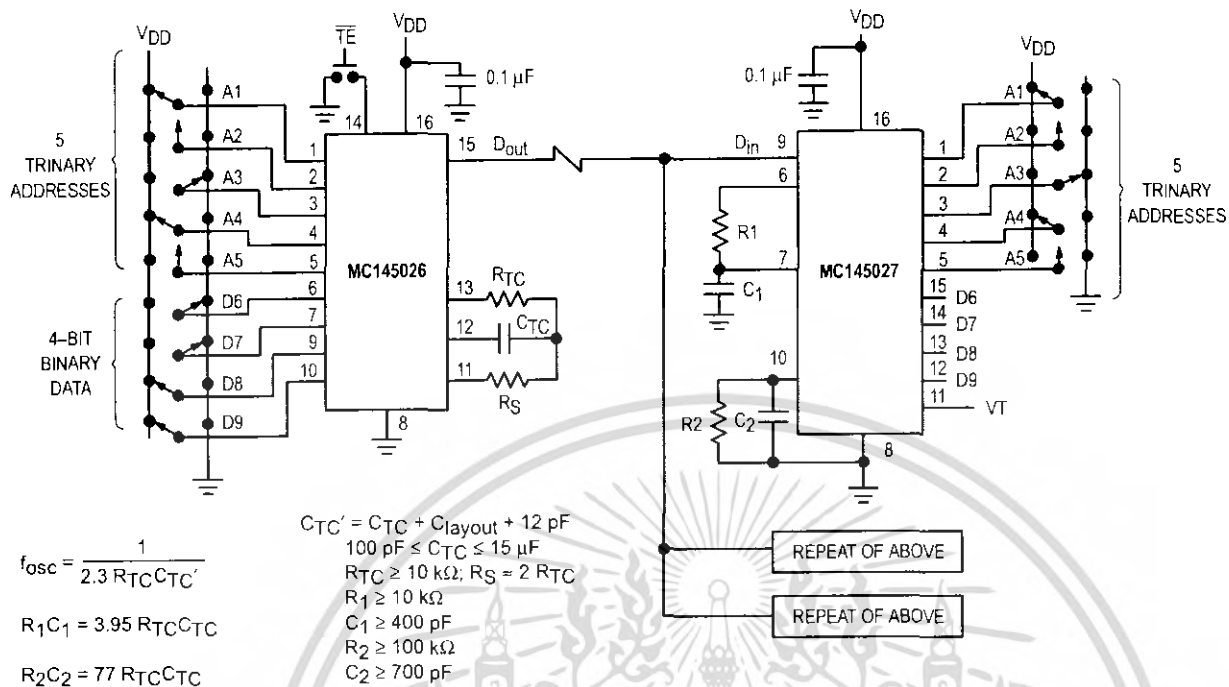 VDD
TE
VDD
0.1 µF
5
TRINARY
ADDRESSES
A1
A2
A3
A4
A5
4–BIT
BINARY
DATA
D6
D7
D8
D9
1
2
3
4
5
6
7
9
10
14
16
MC145026
15
Dout
13
RTC
12
CTC
11
RS
8
VDD
0.1 µF
16
Din
9
6
R1
7
C1
10
R2
C2
MC145027
1
2
3
4
5
15
D6
14
D7
13
D8
12
D9
11
VT
8
VDD
A1
A2
A3
A4
A5
5
TRINARY
ADDRESSES
REPEAT OF ABOVE
REPEAT OF ABOVE
fosc = 1 / 2.3 RTCCTC′
R1C1 = 3.95 RTCCTC
R2C2 = 77 RTCCTC
CTC′ = CTC + Clayout + 12 pF
100 pF ≤ CTC ≤ 15 µF
RTC ≥ 10 kΩ; RS ≈ 2 RTC
R1 ≥ 10 kΩ
C1 ≥ 400 pF
R2 ≥ 100 kΩ
C2 ≥ 700 pF